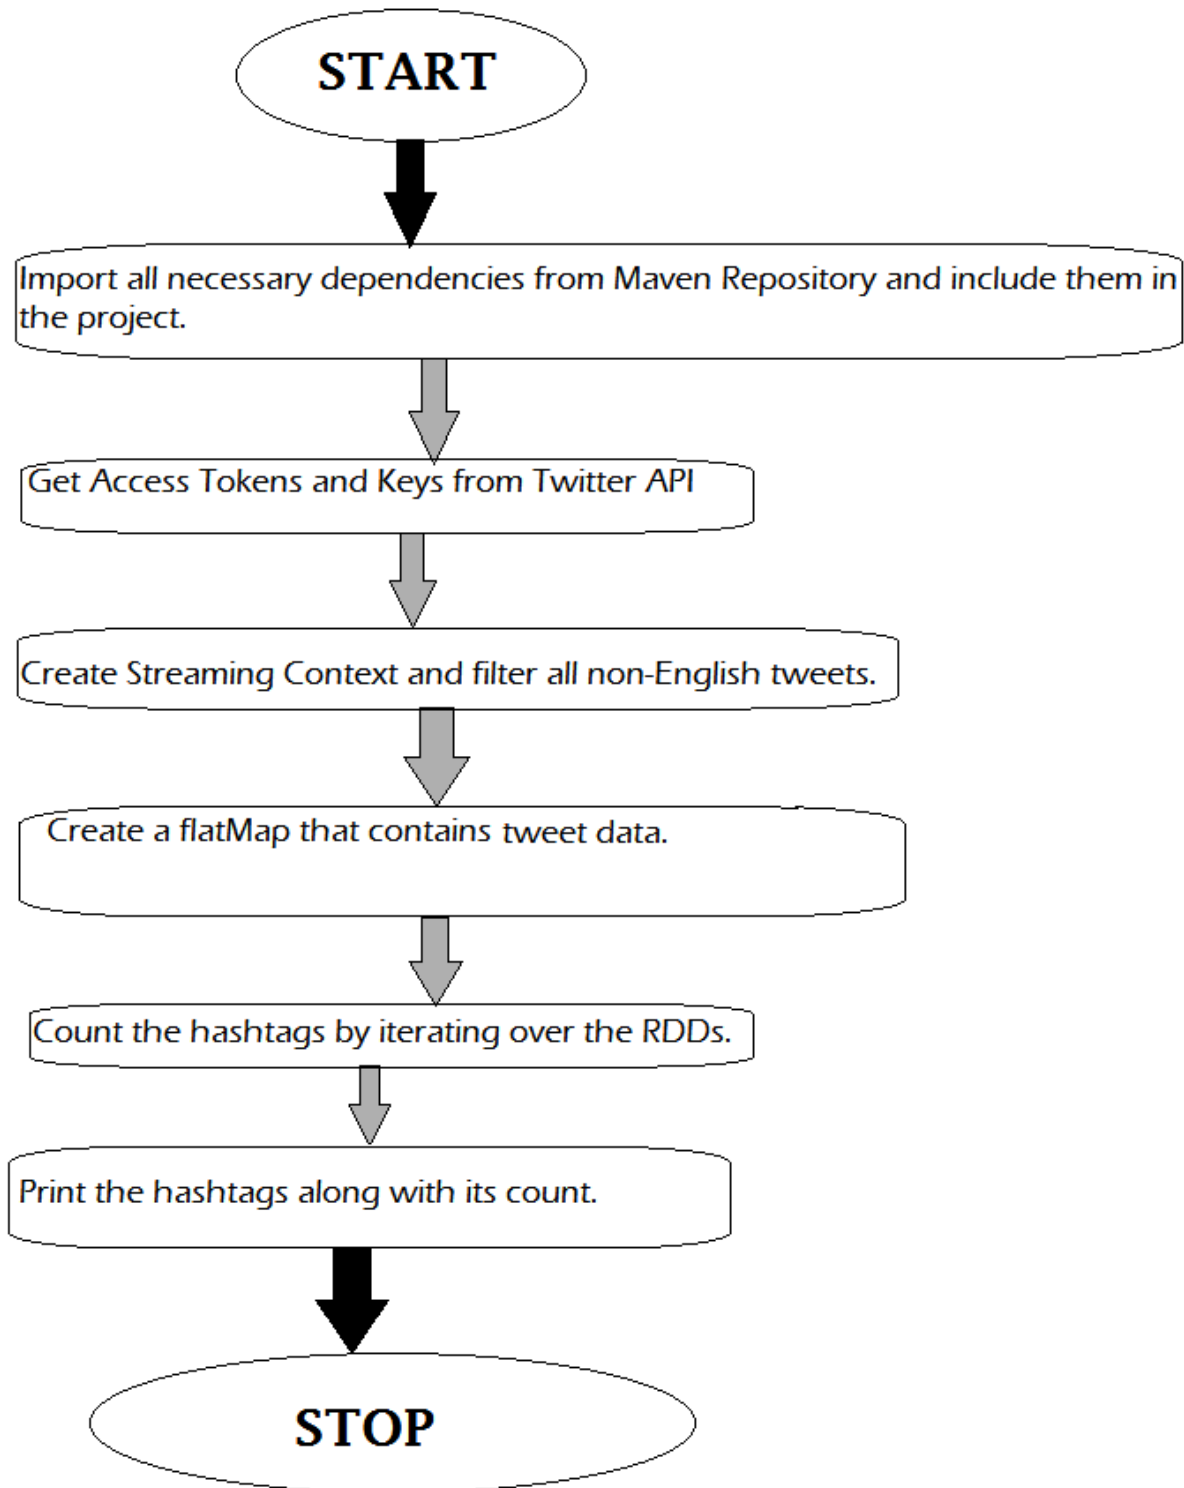 START
Import all necessary dependencies from Maven Repository and include them in
the project.
Get Access Tokens and Keys from Twitter API
Create Streaming Context and filter all non-English tweets.
Create a flatMap that contains tweet data.
Count the hashtags by iterating over the RDDs.
Print the hashtags along with its count.
STOP